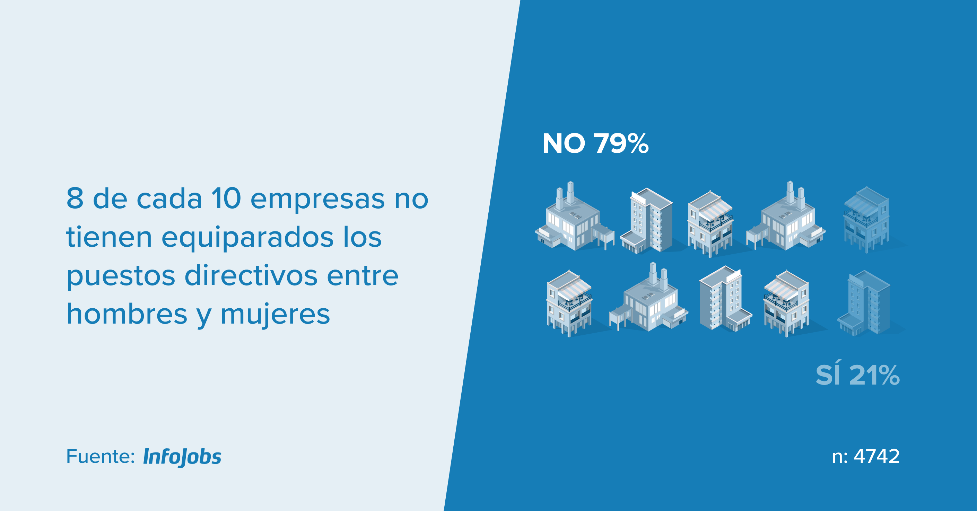 8 de cada 10 empresas no
tienen equiparados los
puestos directivos entre
hombres y mujeres
Fuente: InfoJobs
NO 79%
SÍ 21%
n: 4742